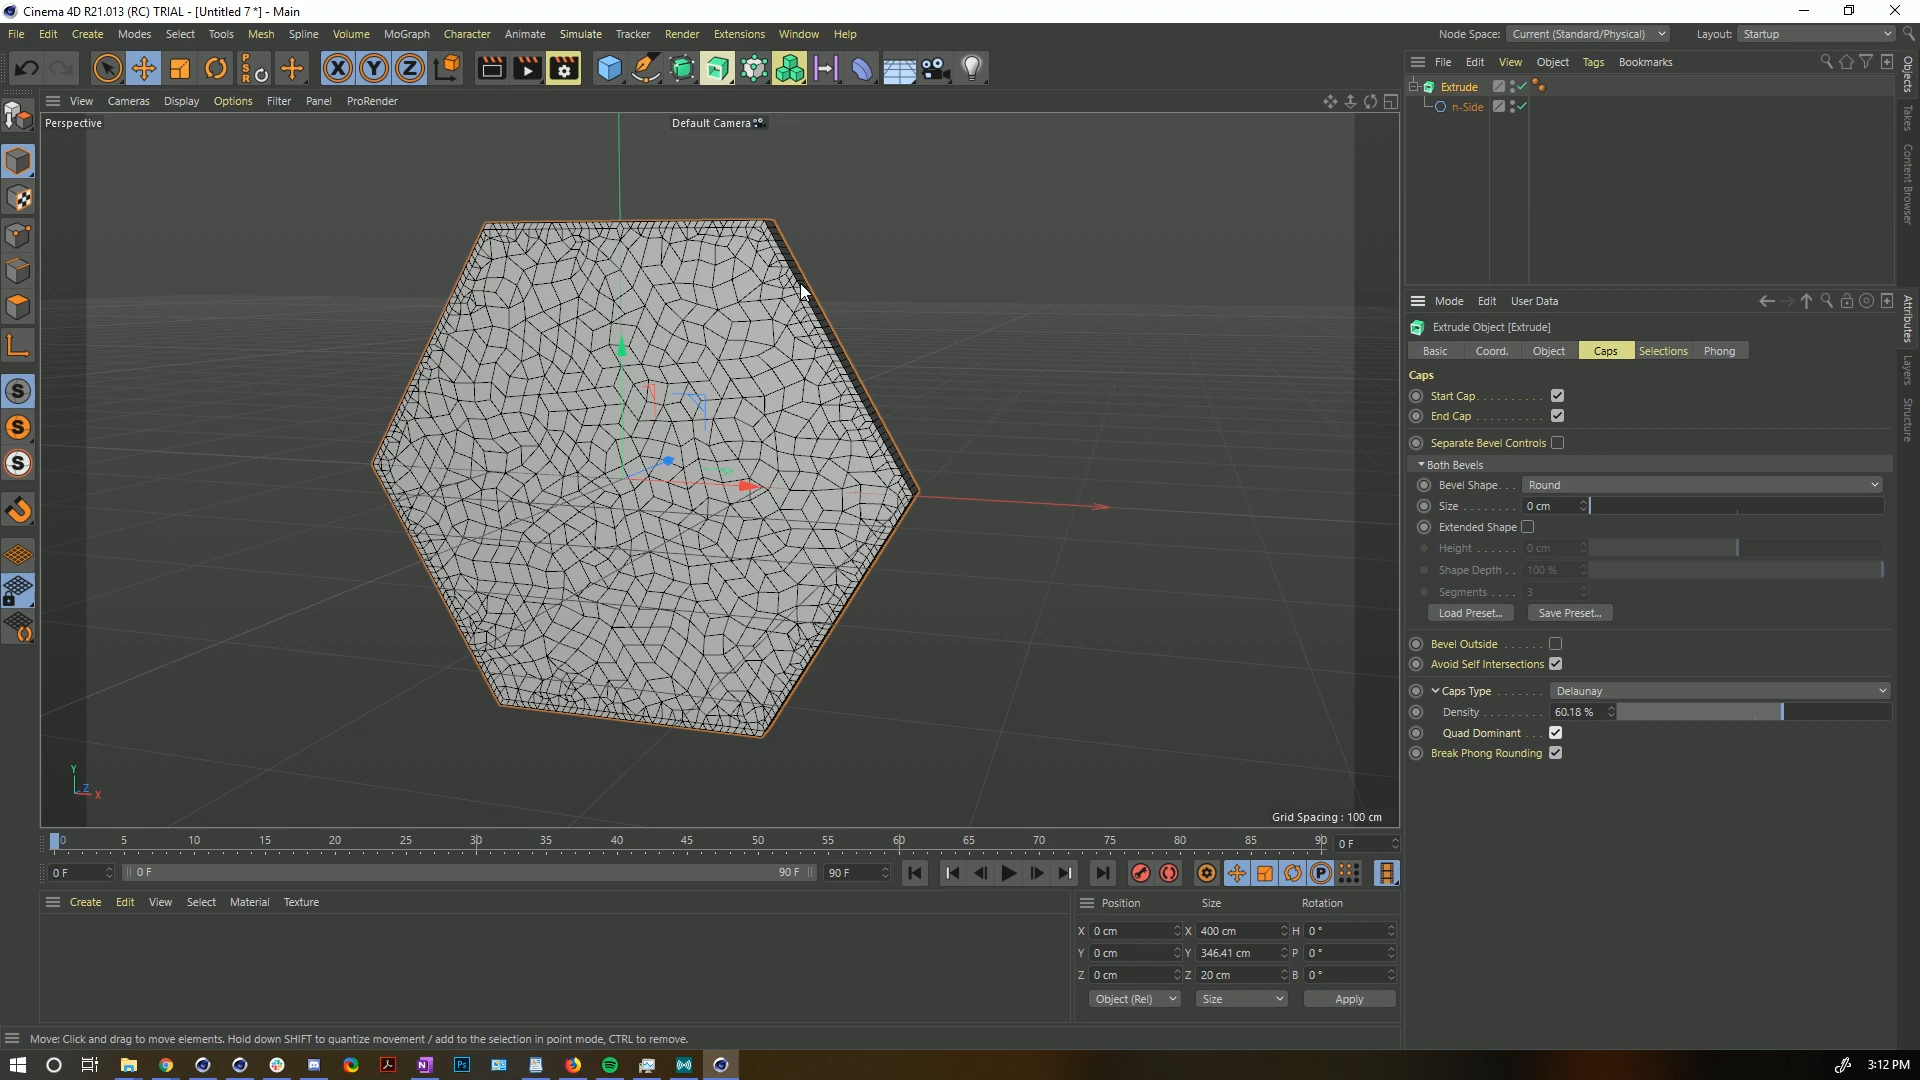 Cinema 4D R21.013 (RC) TRIAL - [Untitled 7 *] - Main
File Edit Create Modes Select Tools Mesh Spline Volume MoGraph Character Animate Simulate Tracker Render Extensions Window Help
Node Space: Current (Standard/Physical) Layout: Startup
File Edit View Object Tags Bookmarks
Extrude
n-Side
Objects
Takes
Content Browser
View Cameras Display Options Filter Panel ProRender
Perspective
Default Camera
Mode Edit User Data
Extrude Object [Extrude]
Basic Coord. Object Caps Selections Phong
Attributes
Layers
Structure
Caps
Start Cap
End Cap
Separate Bevel Controls
Both Bevels
Bevel Shape Round
Size 0 cm
Extended Shape
Height 0 cm
Shape Depth 100 %
Segments 3
Load Preset... Save Preset...
Bevel Outside
Avoid Self Intersections
Caps Type Delaunay
Density 60.18 %
Quad Dominant
Break Phong Rounding
Y
Z
X
Grid Spacing : 100 cm
0 5 10 15 20 25 30 35 40 45 50 55 60 65 70 75 80 85 90 0 F
0 F 0 F 90 F 90 F
Create Edit View Select Material Texture
Position Size Rotation
X 0 cm X 400 cm H 0 °
Y 0 cm Y 346.41 cm P 0 °
Z 0 cm Z 20 cm B 0 °
Object (Rel) Size Apply
Move: Click and drag to move elements. Hold down SHIFT to quantize movement / add to the selection in point mode, CTRL to remove.
3:12 PM